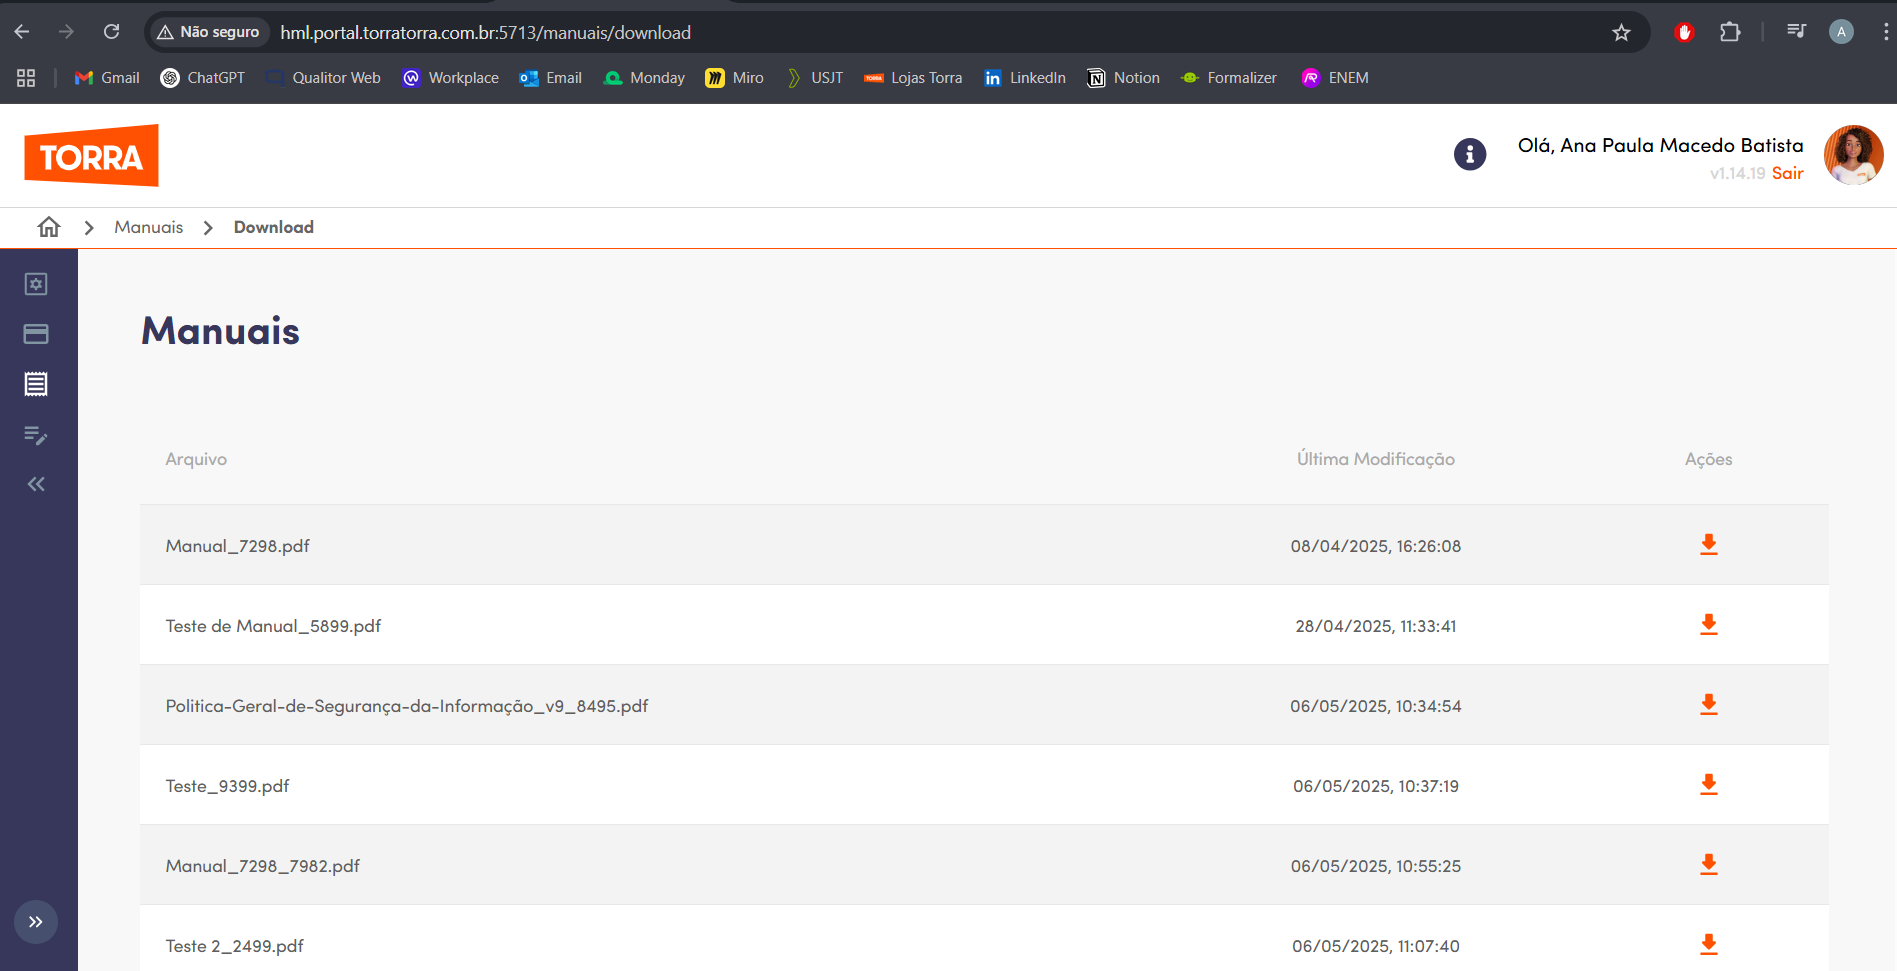 Não seguro hml.portal.torratorra.com.br:5713/manuais/download A
Gmail ChatGPT Qualitor Web Workplace Email Monday Miro USJT Lojas Torra LinkedIn Notion Formalizer ENEM
TORRA
Olá, Ana Paula Macedo Batista
v1.14.19 Sair
Manuais Download
Manuais
Arquivo Última Modificação Ações
Manual_7298.pdf 08/04/2025, 16:26:08
Teste de Manual_5899.pdf 28/04/2025, 11:33:41
Politica-Geral-de-Segurança-da-Informação_v9_8495.pdf 06/05/2025, 10:34:54
Teste_9399.pdf 06/05/2025, 10:37:19
Manual_7298_7982.pdf 06/05/2025, 10:55:25
Teste 2_2499.pdf 06/05/2025, 11:07:40